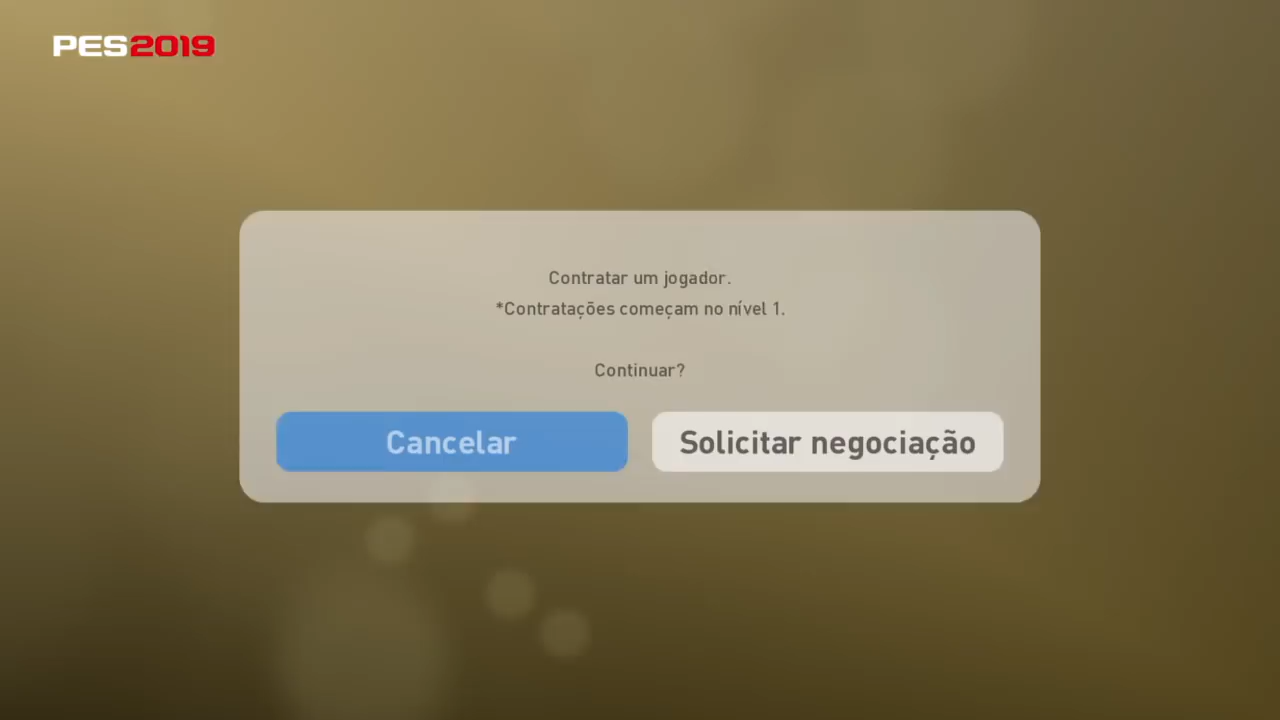 PES2019
Contratar um jogador.
*Contratações começam no nível 1.
Continuar?
Cancelar
Solicitar negociação